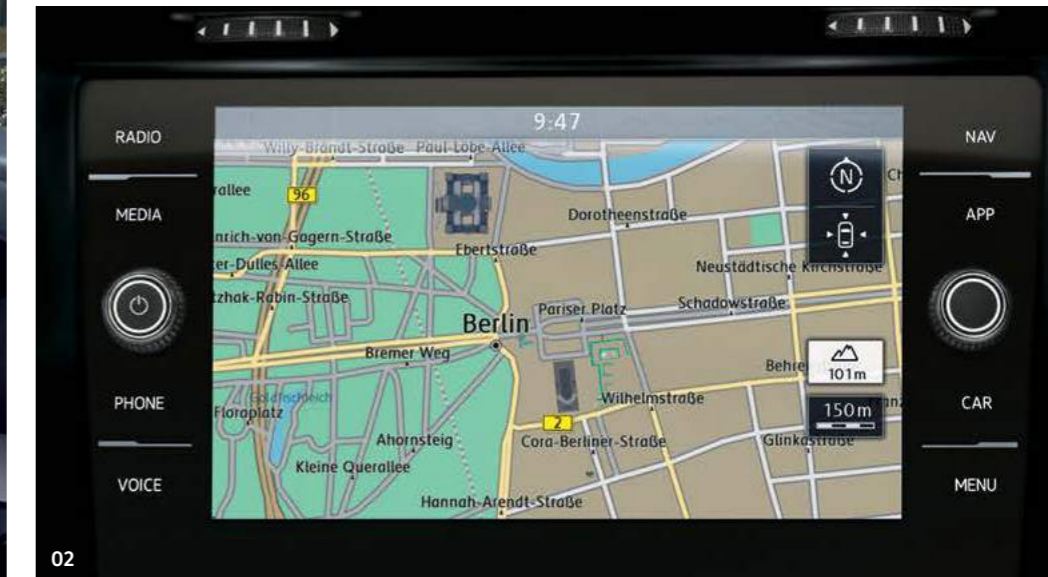 9:47
RADIO
MEDIA
PHONE
VOICE
NAV
APP
CAR
MENU
Willy-Brandt-Straße Paul-Löbe-Allee
rallee
96
N
Dorotheenstraße
nrich-von-Gagern-Straße
Ebertstraße
er-Dulles-Allee
Neustädtische Kirchstraße
tzhak-Rabin-Straße
Pariser Platz
Schadowstraße
Berlin
Bremer Weg
Behre
101m
Goldfischteich
Floraplatz
Wilhelmstraße
150m
2
Ahornsteig
Cora-Berliner-Straße
Glinkastraße
Kleine Querallee
Hannah-Arendt-Straße
02